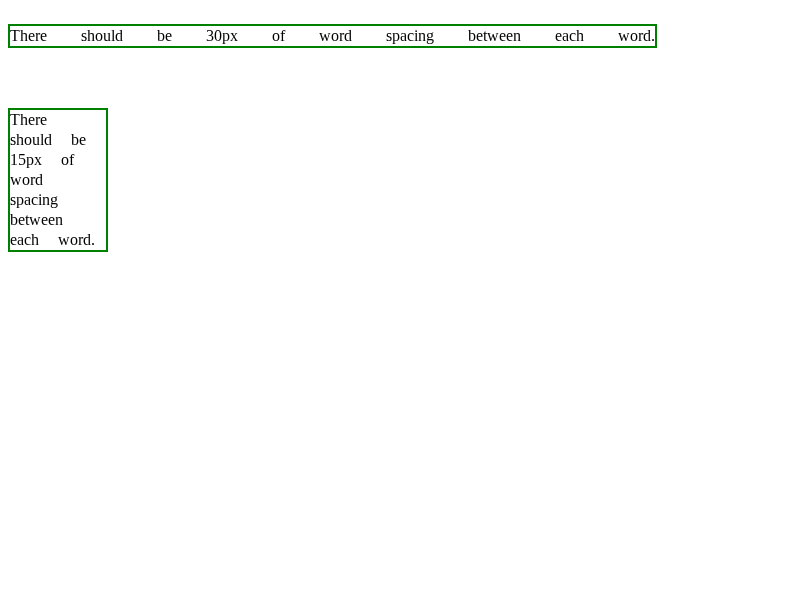 There should be 30px of word spacing between each word.
There
should be
15px of
word
spacing
between
each word.